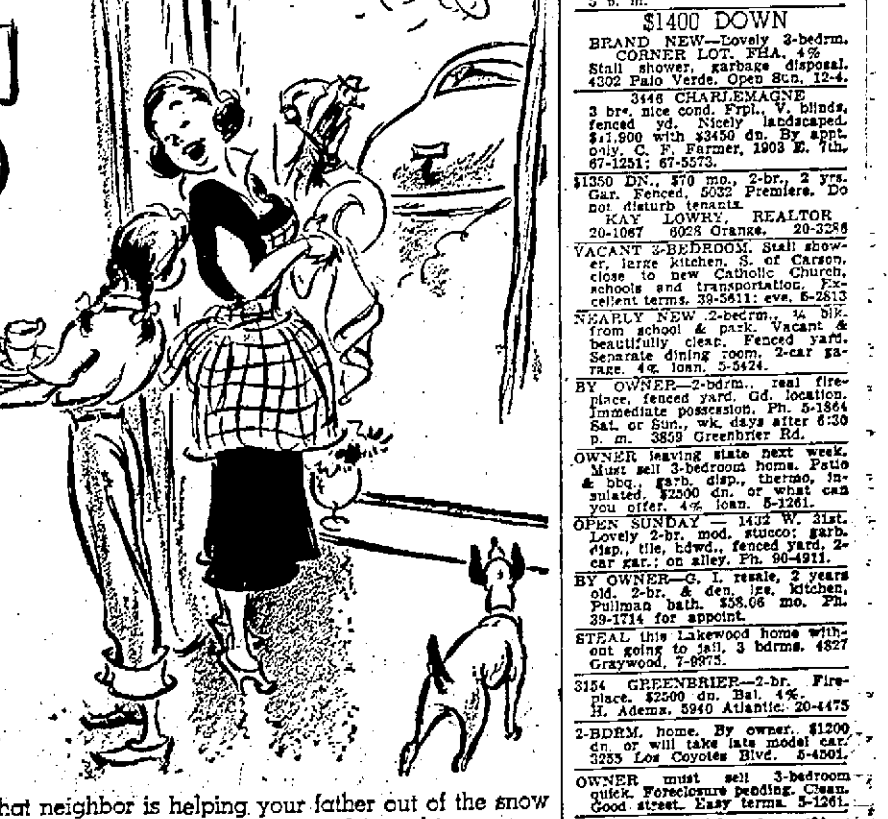 hat neighbor is helping your father out of the snow
5 p. m.
$1400 DOWN
BRAND NEW—Lovely 3-bedrm.
CORNER LOT. FHA. 4%
Stall shower, garbage disposal.
4302 Palo Verde. Open Sun. 12-4.
3446 CHARLEMAGNE
3 brs, nice cond. Frpl., V. blinds,
fenced yd. Nicely landscaped.
$11,900 with $3450 dn. By appt.
only. C. F. Farmer, 1903 E. 7th.
67-1251; 67-5573.
$1350 DN., $70 mo., 2-br., 2 yrs.
Gar. Fenced. 5032 Premiere. Do
not disturb tenants.
KAY LOWRY, REALTOR
20-1067 6028 Orange. 20-3286
VACANT 3-BEDROOM. Stall show-
er, large kitchen, S. of Carson,
close to new Catholic Church,
schools and transportation. Ex-
cellent terms. 39-5611; eve. 5-2813
NEARLY NEW 2-bedrm., ¼ blk.
from school & park. Vacant &
beautifully clean. Fenced yard.
Separate dining room. 2-car ga-
rage. 4% loan. 5-5424.
BY OWNER—2-bdrm., real fire-
place, fenced yard. Gd. location.
Immediate possession. Ph. 5-1864
Sat. or Sun., wk. days after 6:30
p. m. 3859 Greenbrier Rd.
OWNER leaving state next week.
Must sell 3-bedroom home. Patio
& bbq., garb. disp., thermo, in-
sulated. $2500 dn. or what can
you offer. 4% loan. 5-1261.
OPEN SUNDAY — 1432 W. 31st.
Lovely 2-br. mod. stucco; garb.
disp., tile, hdwd., fenced yard, 2-
car gar.; on alley. Ph. 90-4911.
BY OWNER—G. I. resale, 2 years
old. 2-br. & den, lge. kitchen,
Pullman bath. $58.06 mo. Ph.
39-1714 for appoint.
STEAL this Lakewood home with-
out going to jail. 3 bdrms. 4827
Graywood, 7-9975.
3154 GREENBRIER—2-br. Fire-
place. $2500 dn. Bal. 4%.
H. Adema, 5940 Atlantic. 20-4475
2-BDRM. home. By owner. $1200
dn. or will take late model car.
3255 Los Coyotes Blvd. 5-4501.
OWNER must sell 3-bedroom
quick. Foreclosure pending. Clean.
Good street. Easy terms. 5-1261.